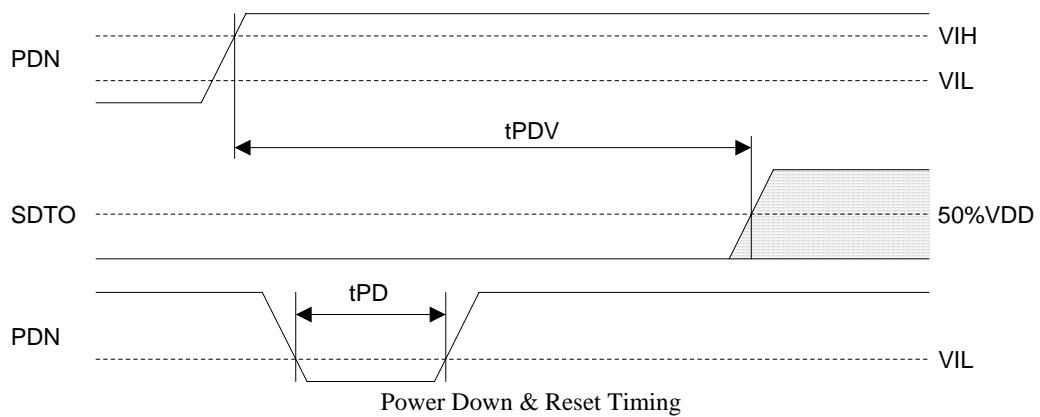 VIH
PDN
VIL
tPDV
SDTO
50%VDD
tPD
PDN
VIL
Power Down & Reset Timing